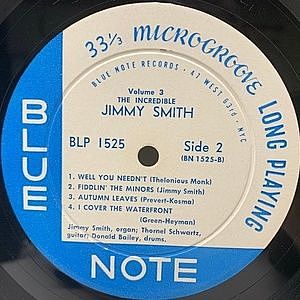 33⅓ MICROGROOVE LONG PLAYING
BLUE NOTE RECORDS • 47 WEST 63rd • NYC
Volume 3
THE INCREDIBLE
JIMMY SMITH
BLP 1525
Side 2
(BN 1525-B)
1. WELL YOU NEEDN'T (Thelonious Monk)
2. FIDDLIN' THE MINORS (Jimmy Smith)
3. AUTUMN LEAVES (Prevert-Kosma)
4. I COVER THE WATERFRONT
(Green-Heyman)
Jimmy Smith, organ; Thornel Schwartz,
guitar; Donald Bailey, drums.
BLUE
NOTE